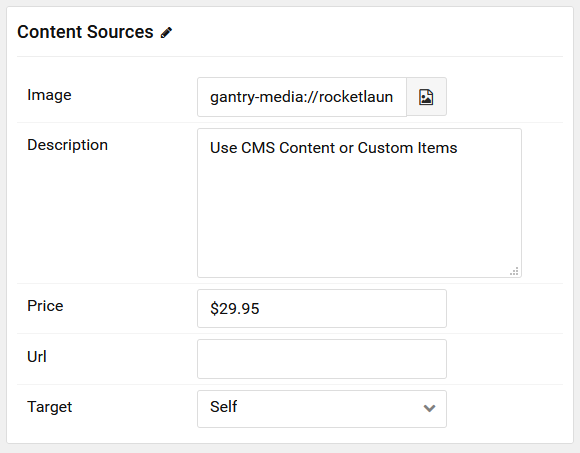 Content Sources
Image
gantry-media://rocketlaun
Description
Use CMS Content or Custom Items
Price
$29.95
Url
Target
Self